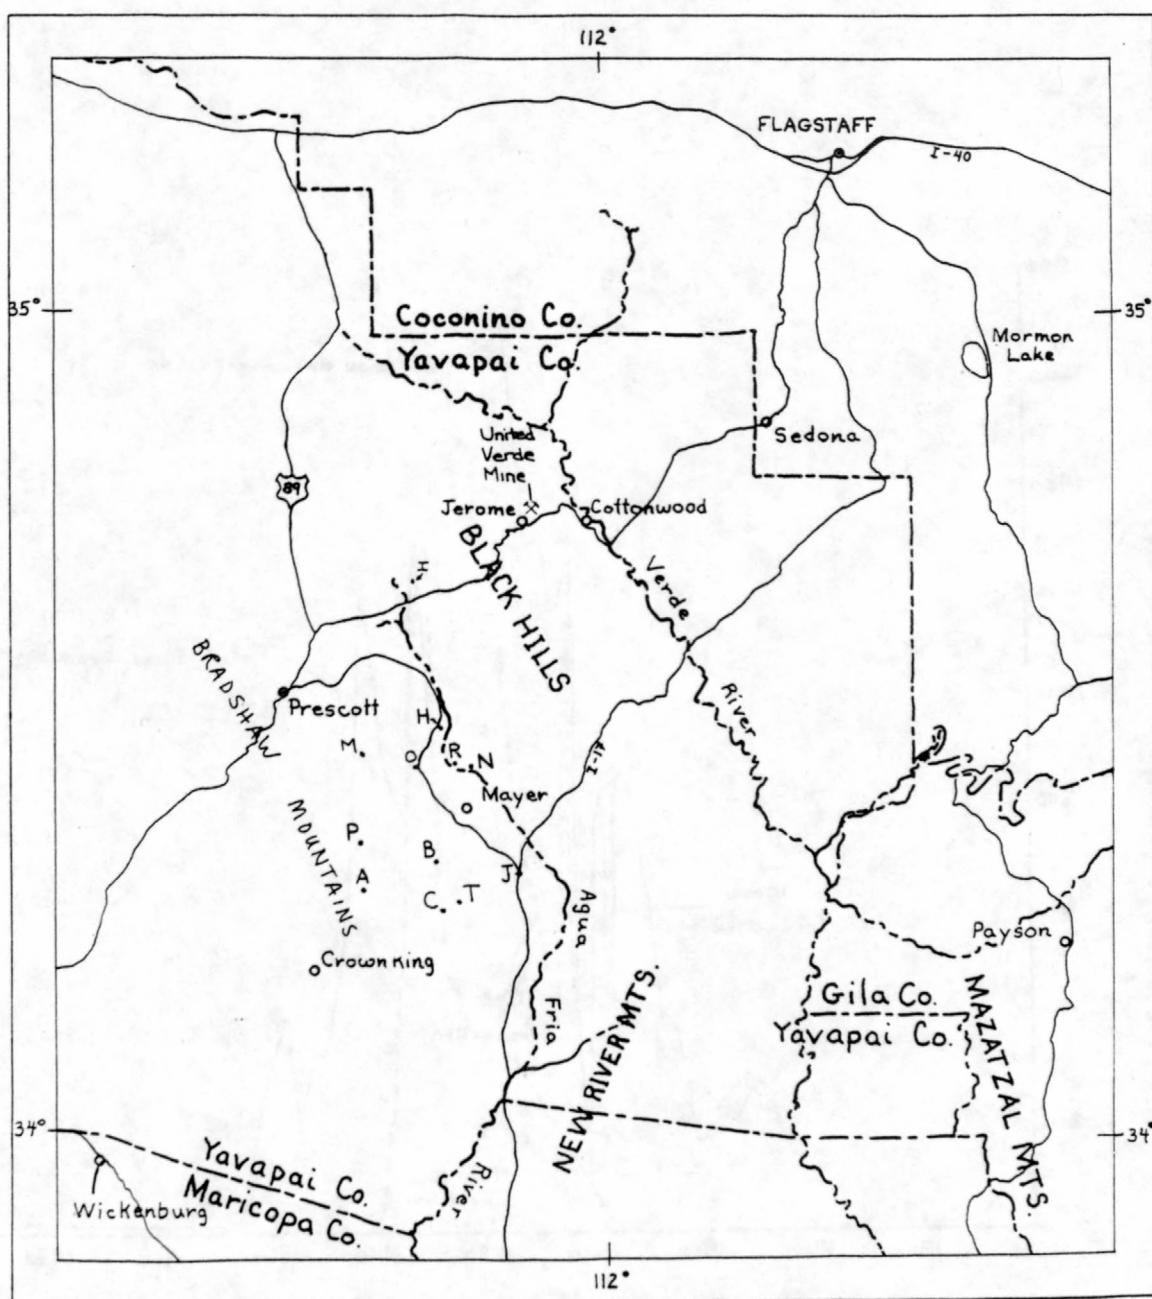 112°
FLAGSTAFF
I-40
35°
35°
Coconino Co.
Yavapai Co.
Mormon
Lake
Sedona
United
Verde
Mine
89
Jerome
Cottonwood
BLACK HILLS
H
Verde
River
BRADSHAW
MOUNTAINS
Prescott
H
M
R
N
I-17
Mayer
P
B
A
J
C
T
Agua
Fria
River
Payson
Crown King
Gila Co.
Yavapai Co.
NEW RIVER MTS.
MAZATZAL MTS.
34°
34°
Yavapai Co.
Maricopa Co.
Wickenburg
112°